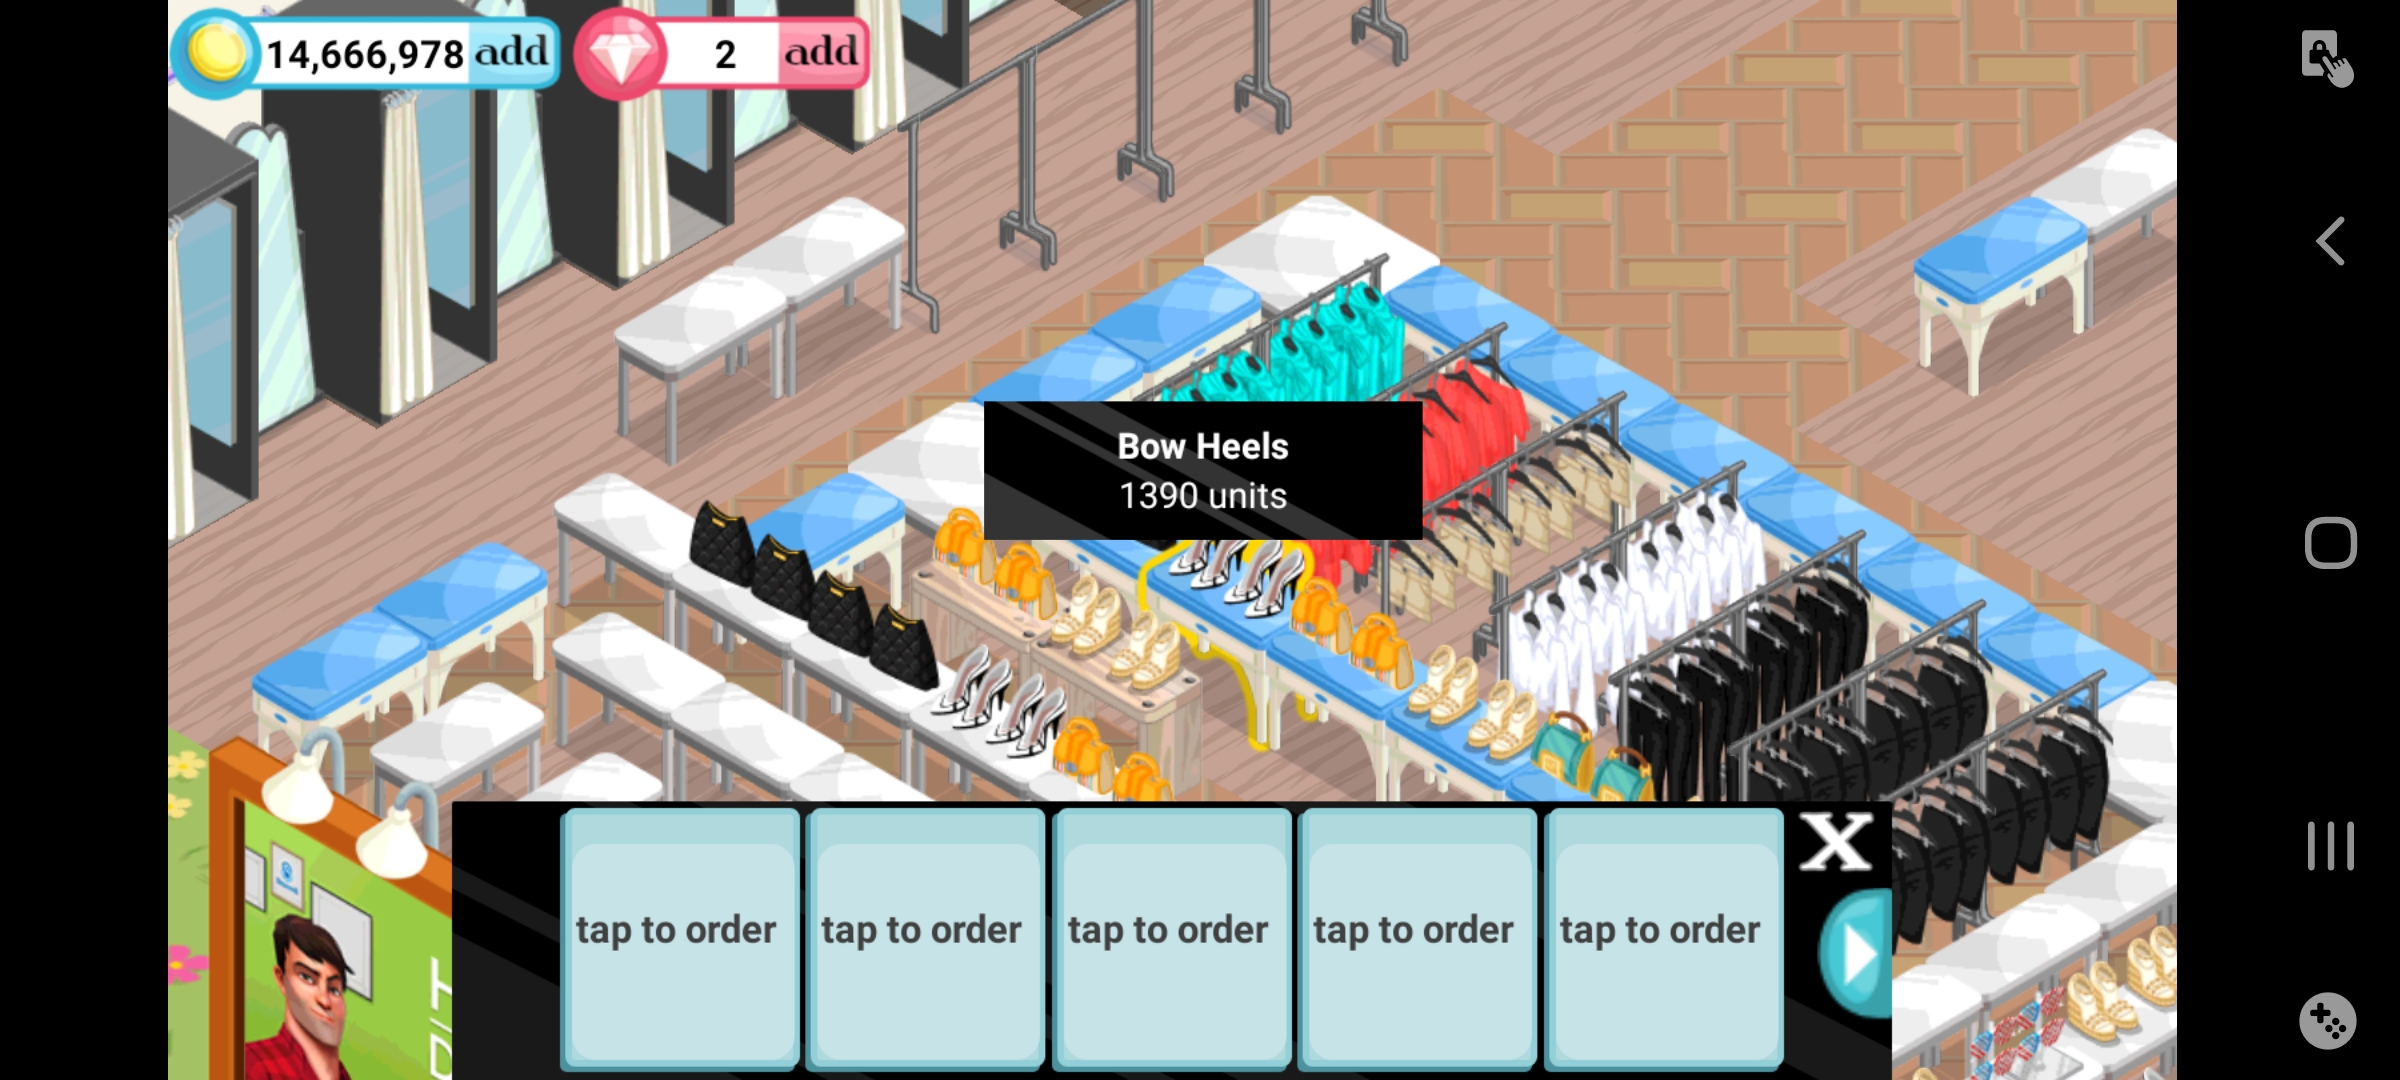 14,666,978 add
2 add
Bow Heels
1390 units
tap to order
tap to order
tap to order
tap to order
tap to order
X